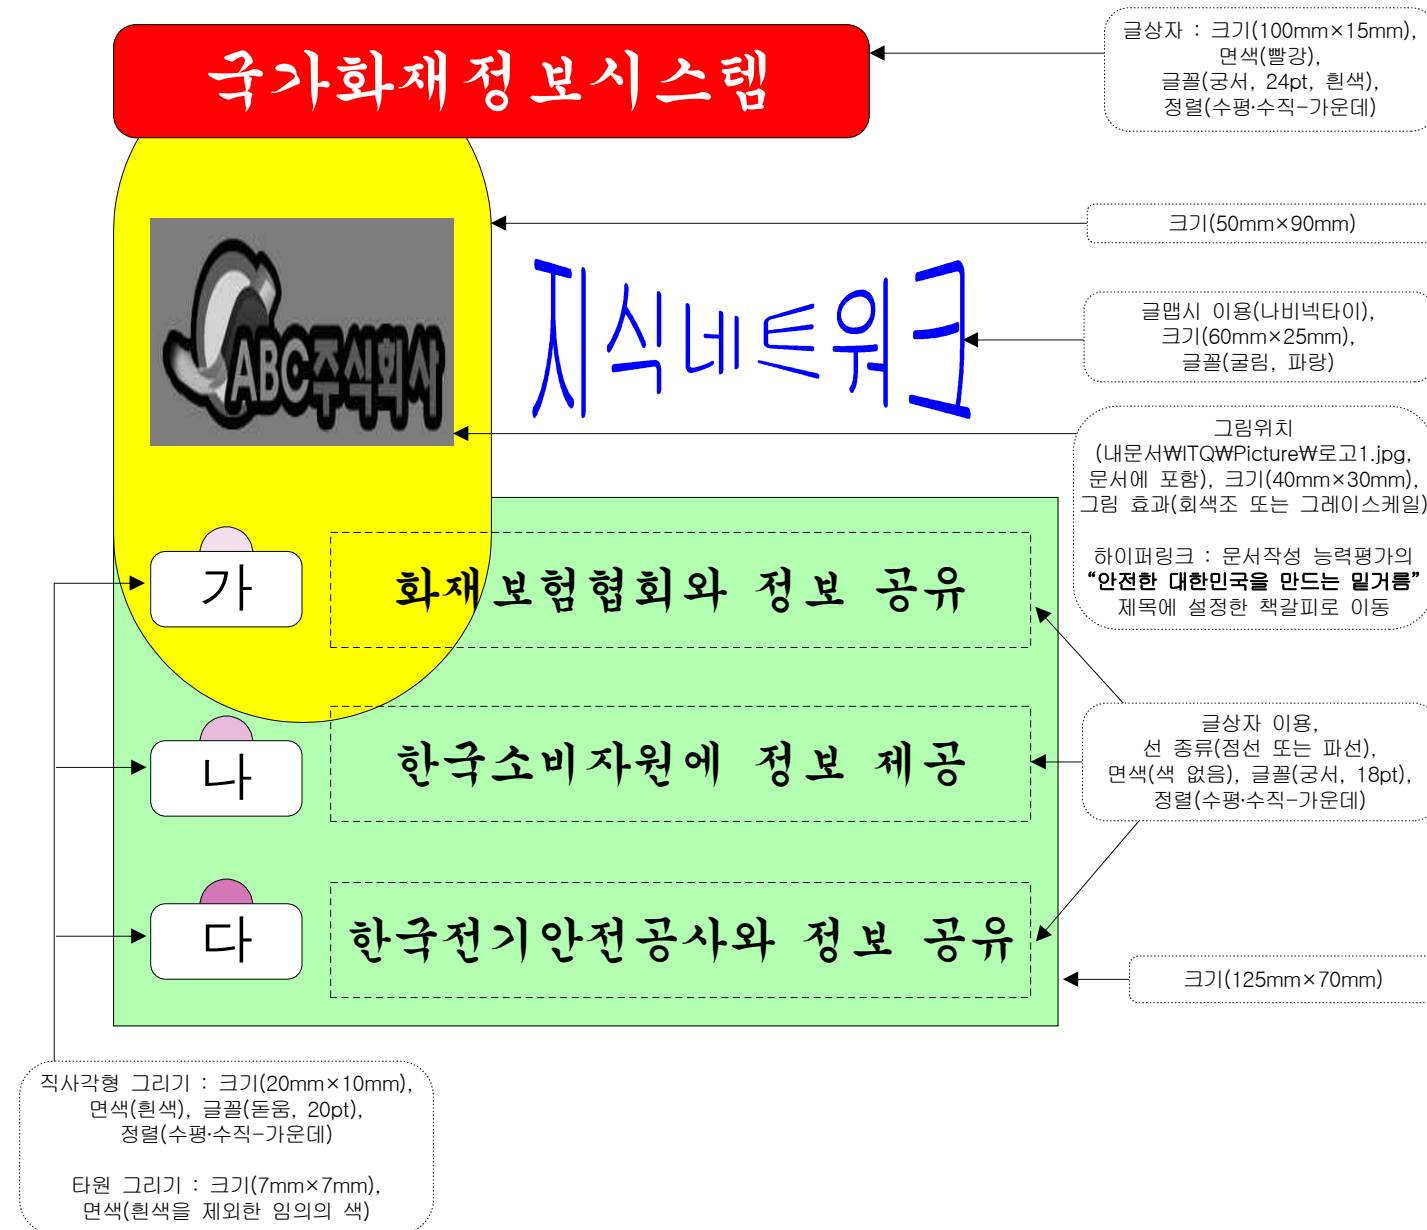 국가화재정보시스템
글상자 : 크기(100mm×15mm),
면색(빨강),
글꼴(궁서, 24pt, 흰색),
정렬(수평·수직-가운데)
크기(50mm×90mm)
ABC주식회사
지식네트워크
글맵시 이용(나비넥타이),
크기(60mm×25mm),
글꼴(굴림, 파랑)
그림위치
(내문서₩ITQ₩Picture₩로고1.jpg,
문서에 포함), 크기(40mm×30mm),
그림 효과(회색조 또는 그레이스케일)
하이퍼링크 : 문서작성 능력평가의
“안전한 대한민국을 만드는 밑거름”
제목에 설정한 책갈피로 이동
가
화재보험협회와 정보 공유
나
한국소비자원에 정보 제공
글상자 이용,
선 종류(점선 또는 파선),
면색(색 없음), 글꼴(궁서, 18pt),
정렬(수평·수직-가운데)
다
한국전기안전공사와 정보 공유
크기(125mm×70mm)
직사각형 그리기 : 크기(20mm×10mm),
면색(흰색), 글꼴(돋움, 20pt),
정렬(수평·수직-가운데)
타원 그리기 : 크기(7mm×7mm),
면색(흰색을 제외한 임의의 색)